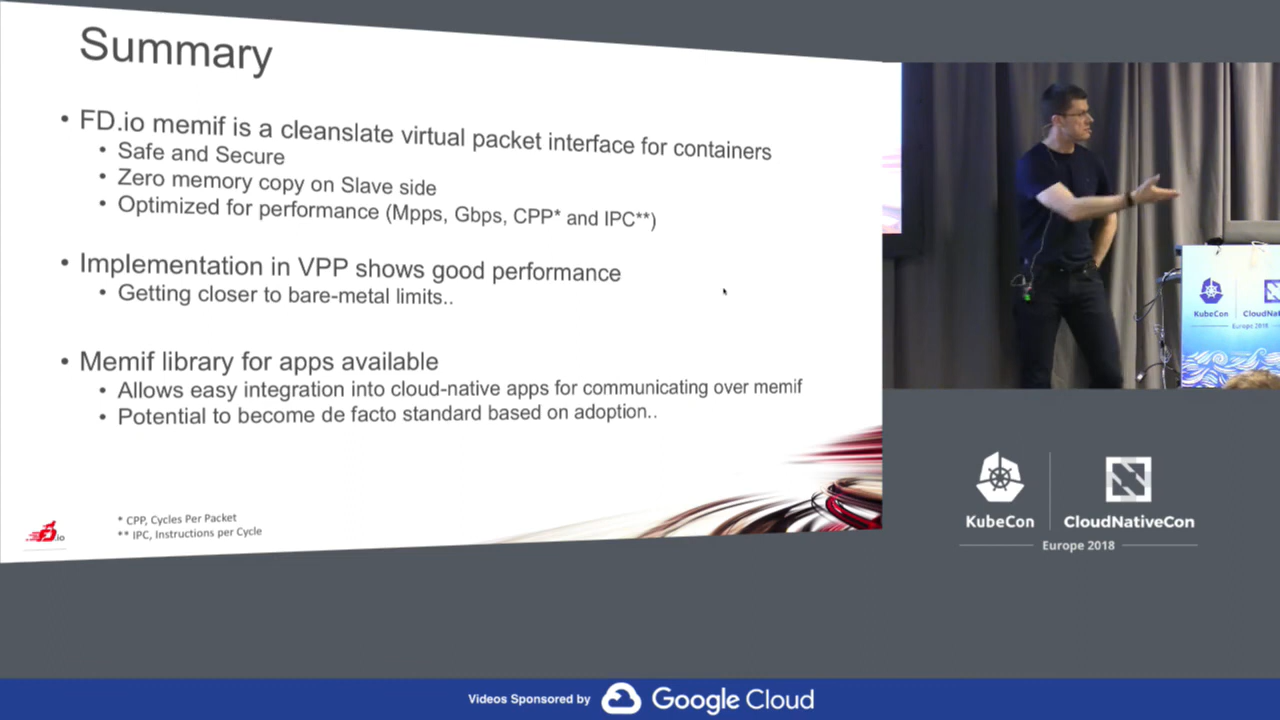 Summary
• FD.io memif is a cleanslate virtual packet interface for containers
• Safe and Secure
• Zero memory copy on Slave side
• Optimized for performance (Mpps, Gbps, CPP* and IPC**)
• Implementation in VPP shows good performance
• Getting closer to bare-metal limits..
• Memif library for apps available
• Allows easy integration into cloud-native apps for communicating over memif
• Potential to become de facto standard based on adoption..
* CPP, Cycles Per Packet
** IPC, Instructions per Cycle
FD.io
KubeCon
Europe 2018
KubeCon
CloudNativeCon
Europe 2018
Videos Sponsored by
Google Cloud